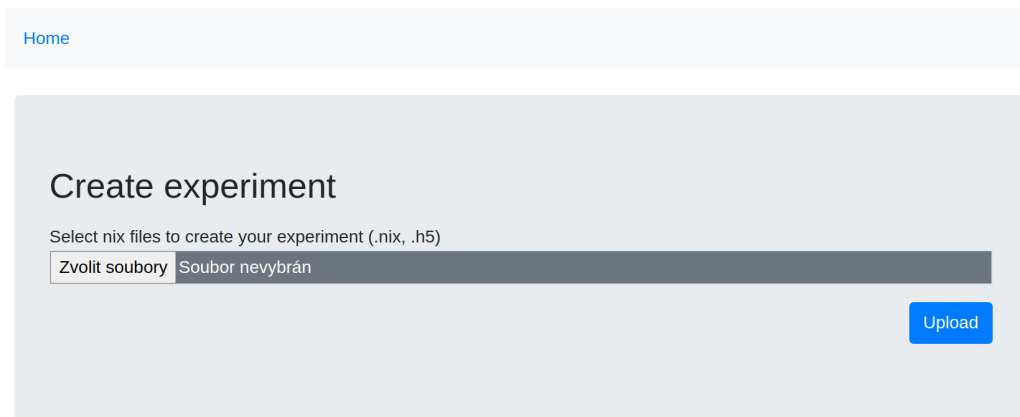 Home
Create experiment
Select nix files to create your experiment (.nix, .h5)
Zvolit soubory Soubor nevybrán
Upload